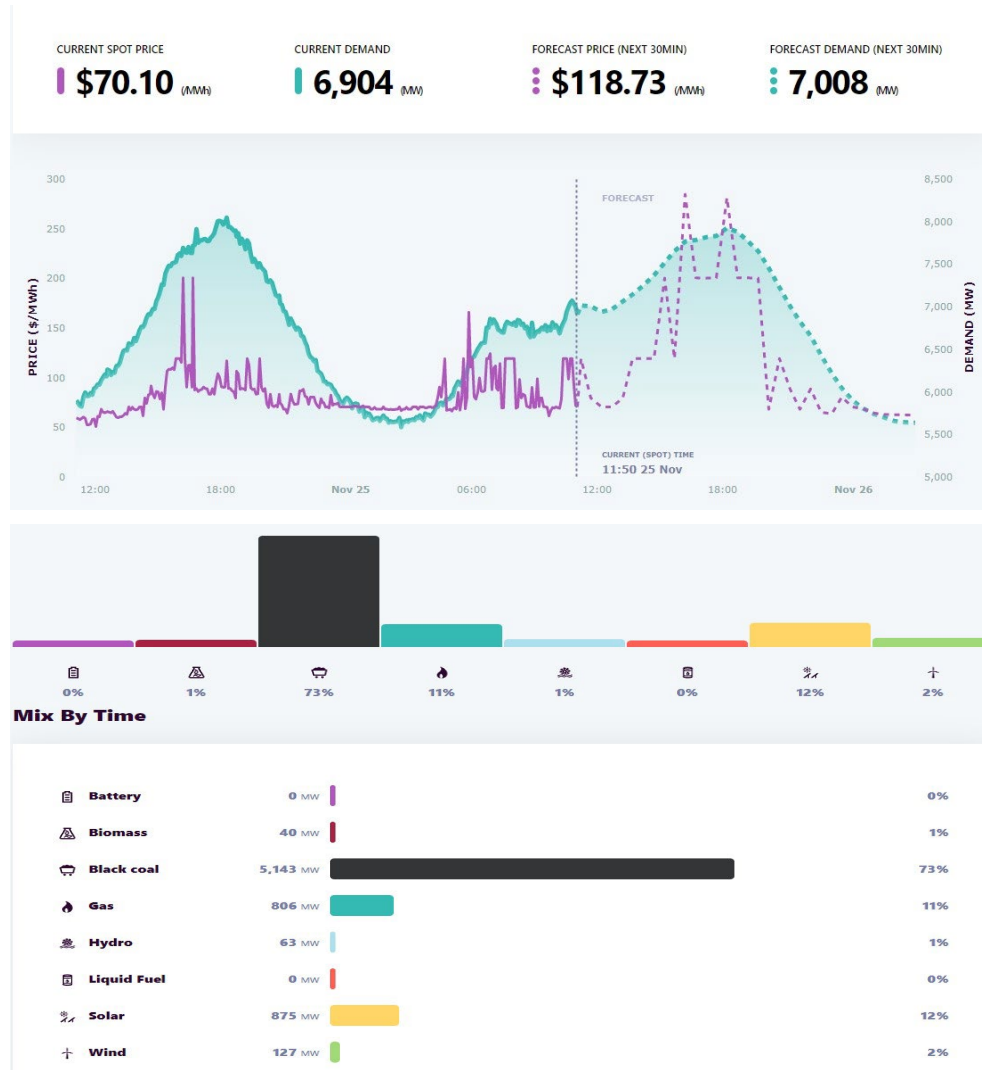 CURRENT SPOT PRICE
$70.10 (/MWh)
CURRENT DEMAND
6,904 (MW)
FORECAST PRICE (NEXT 30MIN)
$118.73 (/MWh)
FORECAST DEMAND (NEXT 30MIN)
7,008 (MW)
PRICE ($/MWh)
300
250
200
150
100
50
0
FORECAST
CURRENT (SPOT) TIME
11:50 25 Nov
8,500
8,000
7,500
7,000
6,500
6,000
5,500
5,000
DEMAND (MW)
12:00 18:00 Nov 25 06:00 12:00 18:00 Nov 26
0% 1% 73% 11% 1% 0% 12% 2%
Mix By Time
Battery 0 MW 0%
Biomass 40 MW 1%
Black coal 5,143 MW 73%
Gas 806 MW 11%
Hydro 63 MW 1%
Liquid Fuel 0 MW 0%
Solar 875 MW 12%
Wind 127 MW 2%